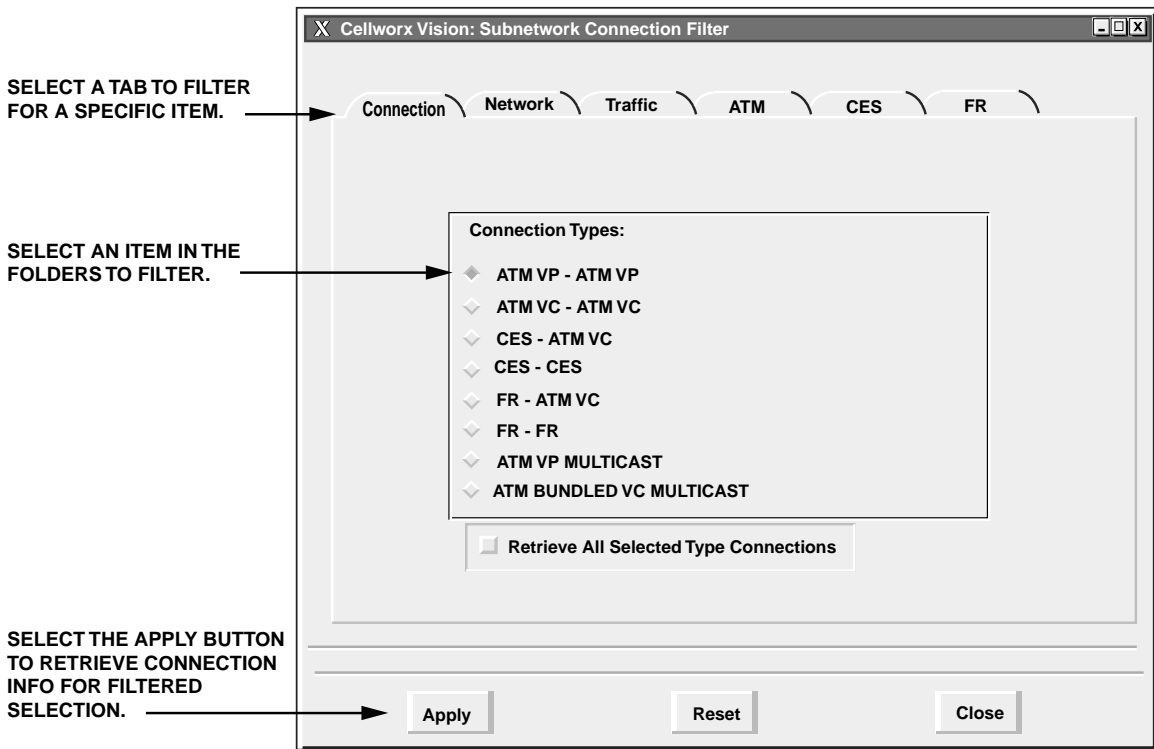 X Cellworx Vision: Subnetwork Connection Filter
SELECT A TAB TO FILTER
FOR A SPECIFIC ITEM.
Connection Network Traffic ATM CES FR
SELECT AN ITEM IN THE
FOLDERS TO FILTER.
Connection Types:
ATM VP - ATM VP
ATM VC - ATM VC
CES - ATM VC
CES - CES
FR - ATM VC
FR - FR
ATM VP MULTICAST
ATM BUNDLED VC MULTICAST
Retrieve All Selected Type Connections
SELECT THE APPLY BUTTON
TO RETRIEVE CONNECTION
INFO FOR FILTERED
SELECTION.
Apply Reset Close